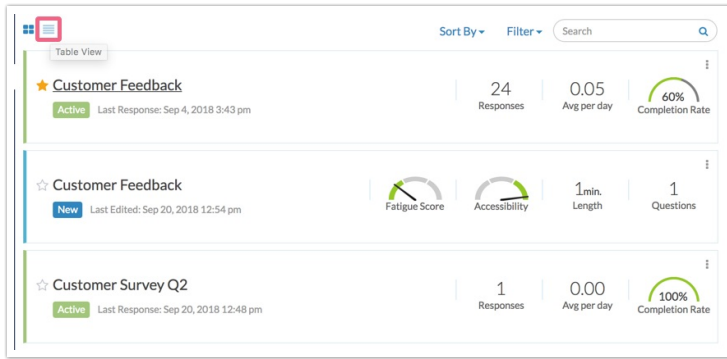 Sort By Filter Search
Table View
Customer Feedback
Active Last Response: Sep 4, 2018 3:43 pm
24
Responses
0.05
Avg per day
60%
Completion Rate
Customer Feedback
New Last Edited: Sep 20, 2018 12:54 pm
Fatigue Score
Accessibility
1min.
Length
1
Questions
Customer Survey Q2
Active Last Response: Sep 20, 2018 12:48 pm
1
Responses
0.00
Avg per day
100%
Completion Rate